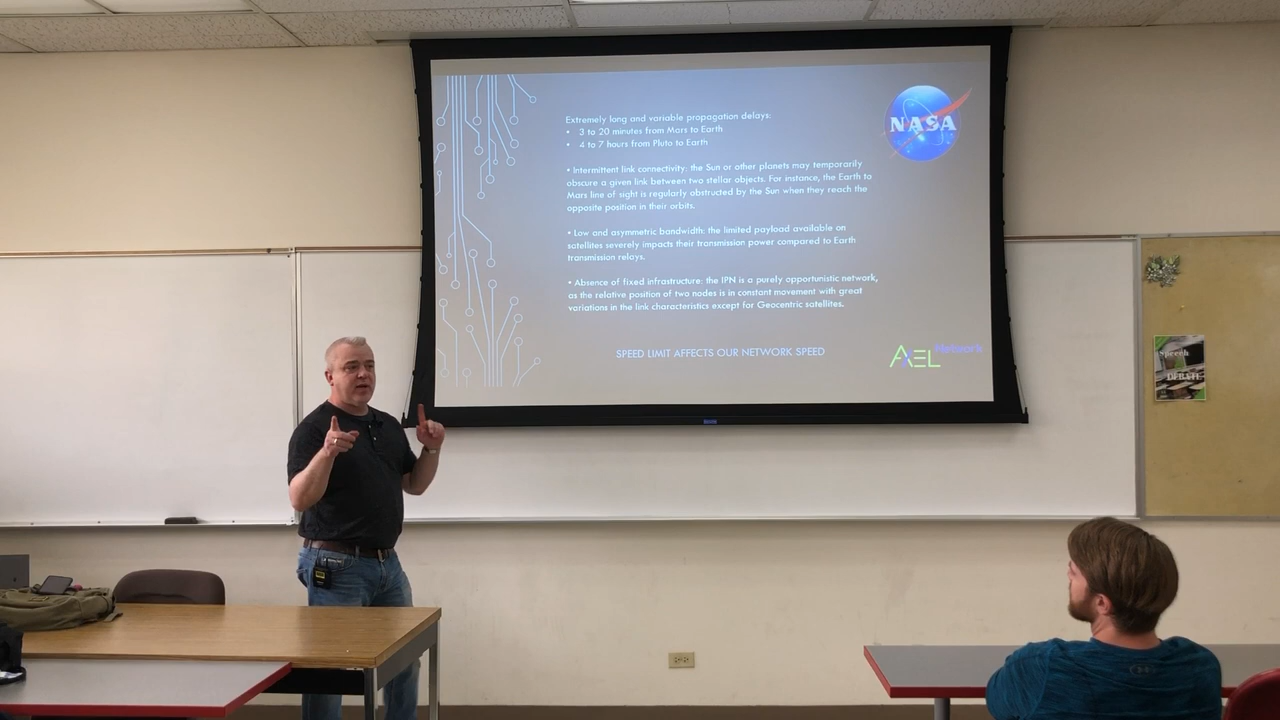 Extremely long and variable propagation delays:
• 3 to 20 minutes from Mars to Earth
• 4 to 7 hours from Pluto to Earth
• Intermittent link connectivity: the Sun or other planets may temporarily
obscure a given link between two stellar objects. For instance, the Earth to
Mars line of sight is regularly obstructed by the Sun when they reach the
opposite position in their orbits.
• Low and asymmetric bandwidth: the limited payload available on
satellites severely impacts their transmission power compared to Earth
transmission relays.
• Absence of fixed infrastructure: the IPN is a purely opportunistic network,
as the relative position of two nodes is in constant movement with great
variations in the link characteristics except for Geocentric satellites.
SPEED LIMIT AFFECTS OUR NETWORK SPEED
NASA
AEL Network
Speech
DEBATE